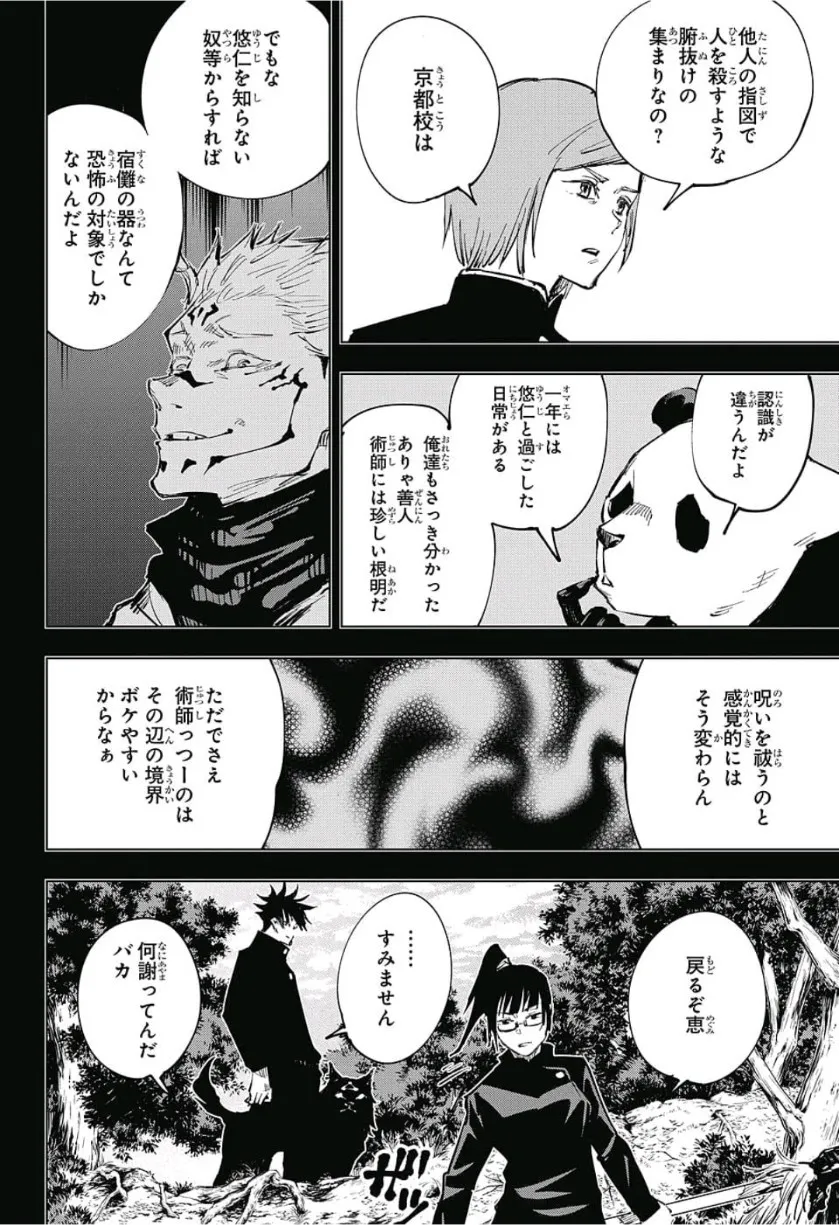 京都校は
他人の指図で
人を殺すような
腑抜けの
集まりなの?
認識が
違うんだよ
一年には
悠仁と過ごした
日常がある
俺達もさっき分かった
ありゃ善人
術師には珍しい根明だ
でもな
悠仁を知らない
奴等からすれば
宿儺の器なんて
恐怖の対象でしか
ないんだよ
呪いを祓うのと
感覚的には
そう変わらん
ただでさえ
術師っつーのは
その辺の境界
ボケやすい
からなぁ
戻るぞ恵
……
すみません
何謝ってんだ
バカ
ザッ